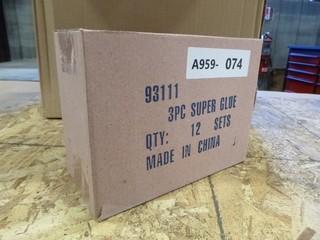 A959- 074
93111
3PC SUPER GLUE
QTY: 12 SETS
MADE IN CHINA